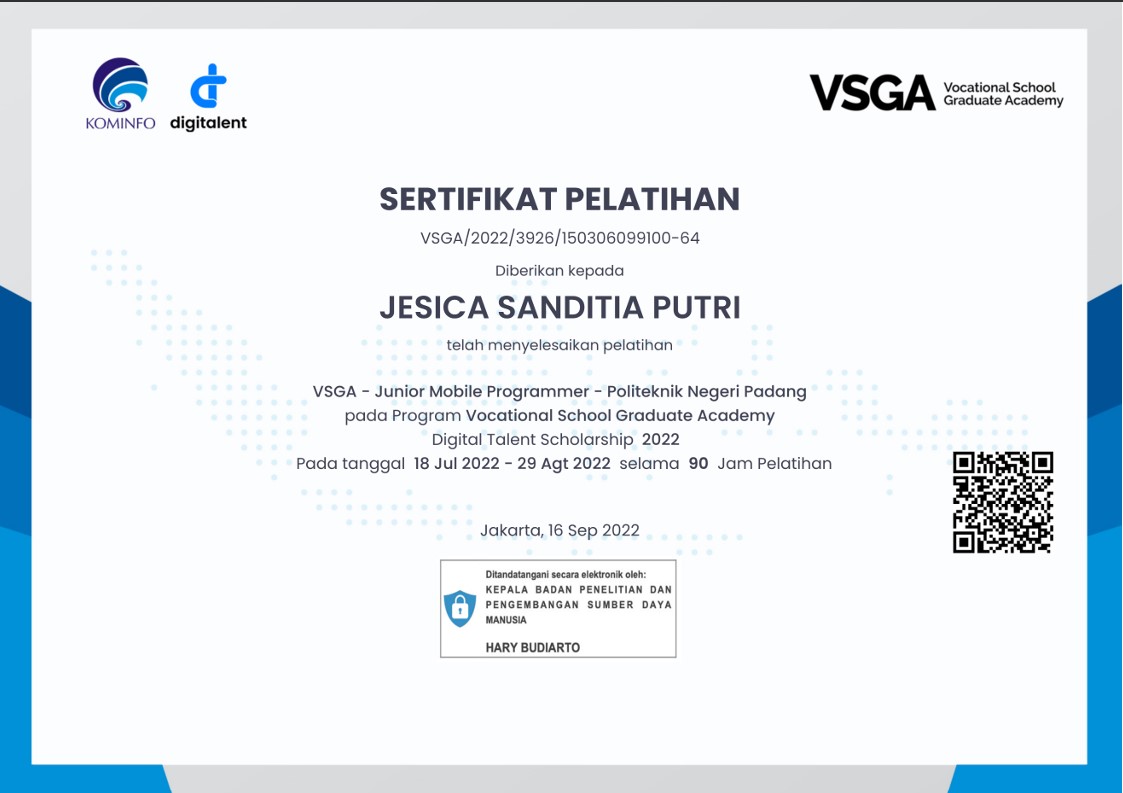 KOMINFO
digitalent
VSGA Vocational School
Graduate Academy
SERTIFIKAT PELATIHAN
VSGA/2022/3926/150306099100-64
Diberikan kepada
JESICA SANDITIA PUTRI
telah menyelesaikan pelatihan
VSGA - Junior Mobile Programmer - Politeknik Negeri Padang
pada Program Vocational School Graduate Academy
Digital Talent Scholarship 2022
Pada tanggal 18 Jul 2022 - 29 Agt 2022 selama 90 Jam Pelatihan
Jakarta, 16 Sep 2022
Ditandatangani secara elektronik oleh:
KEPALA BADAN PENELITIAN DAN
PENGEMBANGAN SUMBER DAYA
MANUSIA
HARY BUDIARTO